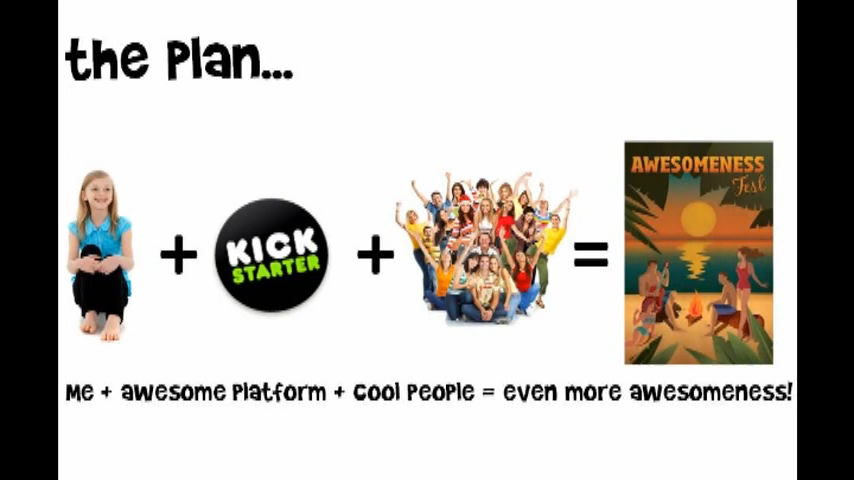 the Plan...
KICK
STARTER
AWESOMENESS
Fest
+ + =
Me + awesome Platform + Cool People = even more awesomeness!